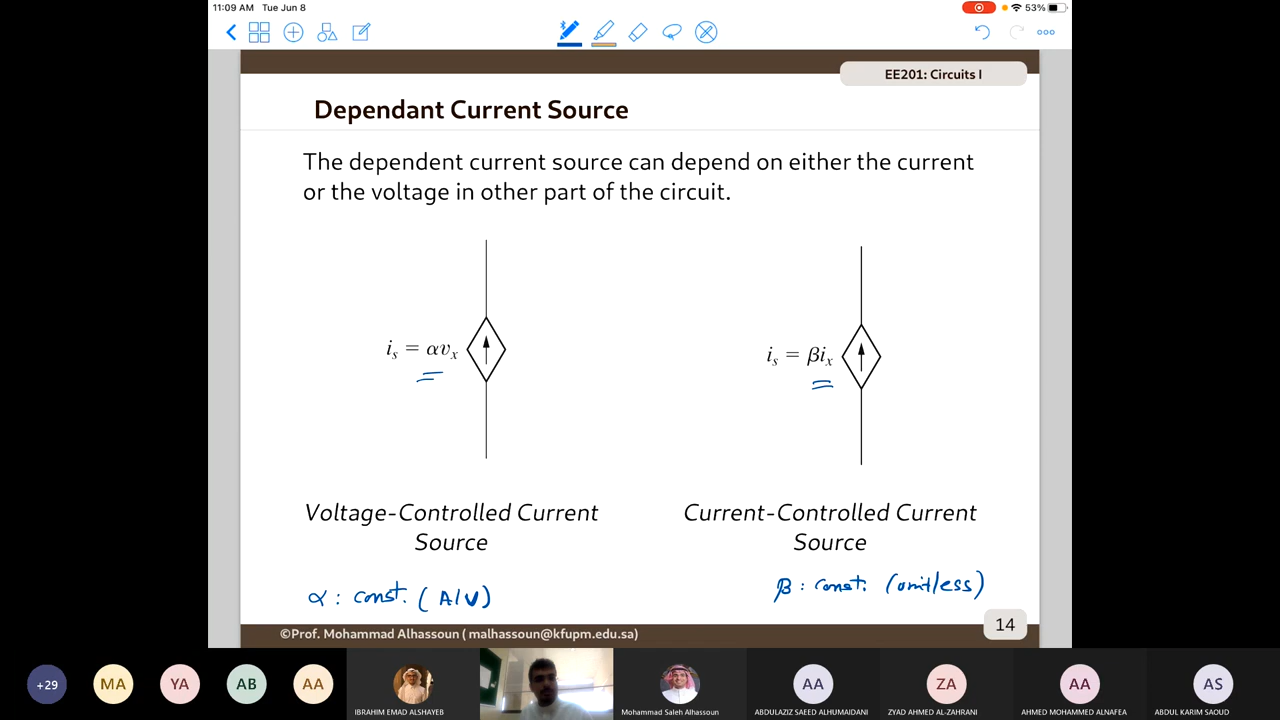 11:09 AM Tue Jun 8
53%
EE201: Circuits I
Dependant Current Source
The dependent current source can depend on either the current
or the voltage in other part of the circuit.
i_s = αv_x
i_s = βi_x
Voltage-Controlled Current
Source
Current-Controlled Current
Source
α : const. (A/V)
β : const. (unitless)
14
©Prof. Mohammad Alhassoun ( malhassoun@kfupm.edu.sa)
+29
MA
YA
AB
AA
IBRAHIM EMAD ALSHAYEB
Mohammad Saleh Alhassoun
AA
ABDULAZIZ SAEED ALHUMAIDANI
ZA
ZYAD AHMED AL-ZAHRANI
AA
AHMED MOHAMMED ALNAFEA
AS
ABDUL KARIM SAOUD